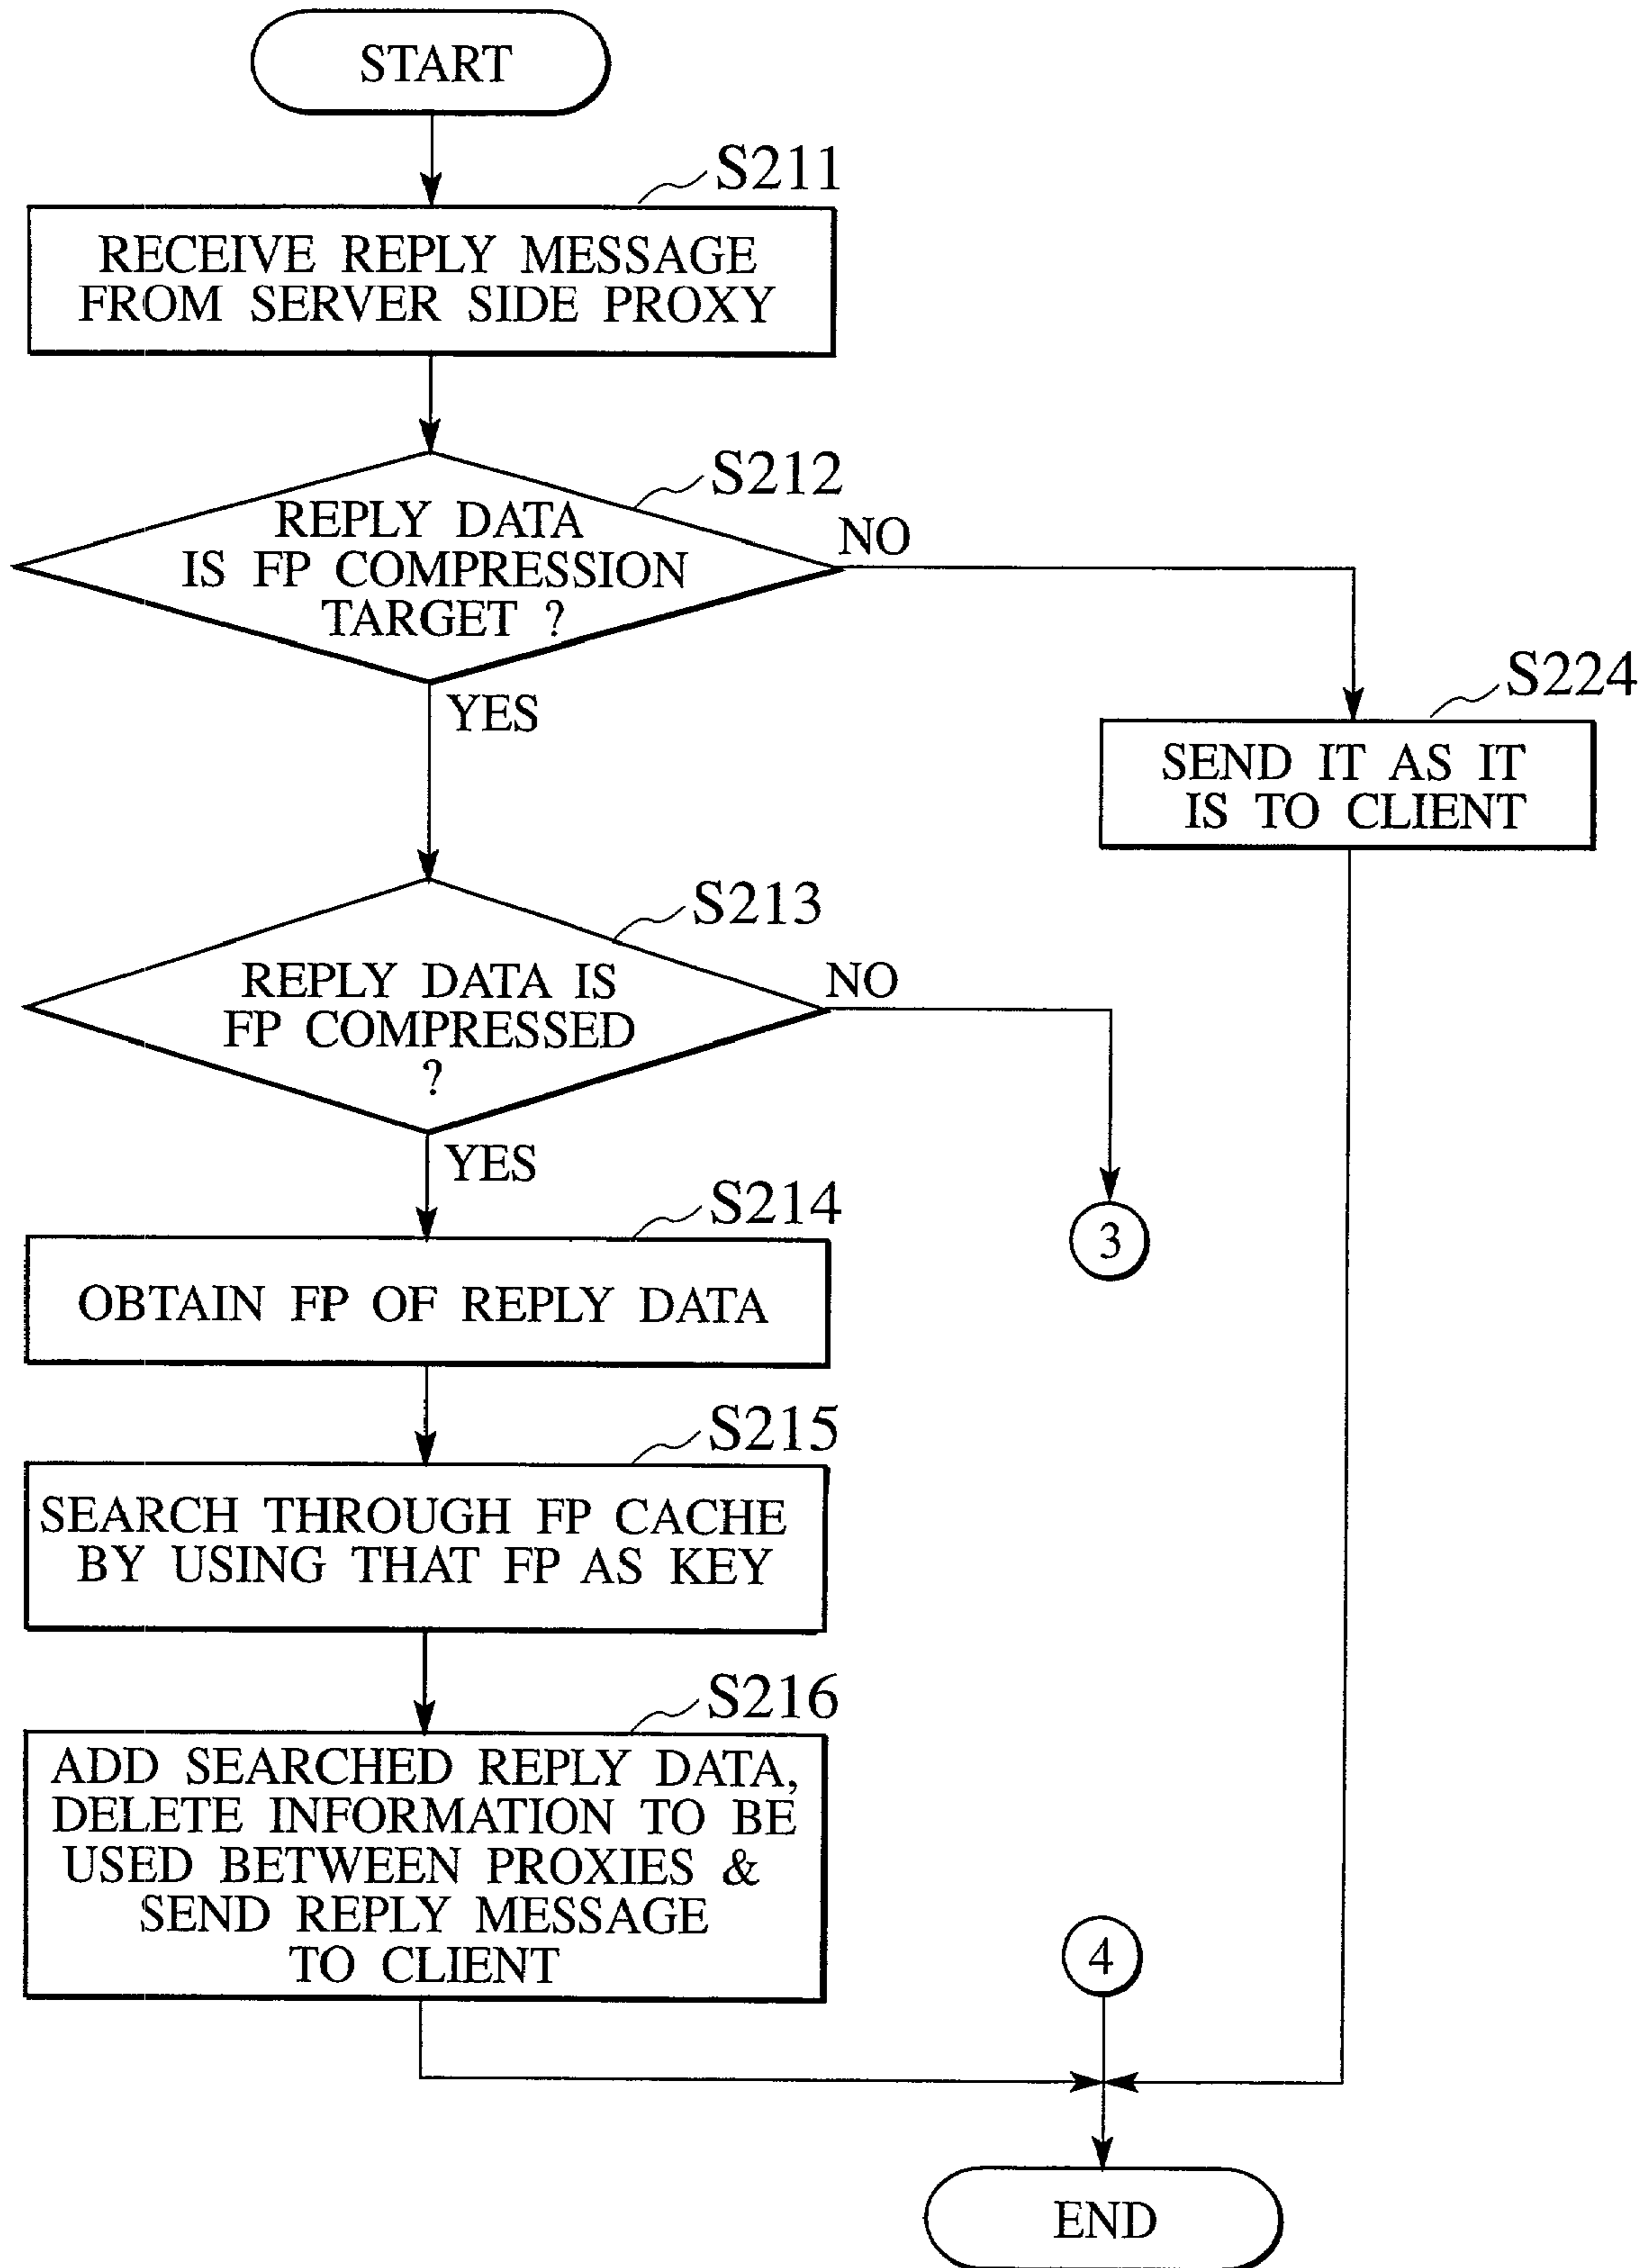 START
S211
RECEIVE REPLY MESSAGE
FROM SERVER SIDE PROXY
S212
REPLY DATA
IS FP COMPRESSION
TARGET ?
NO
YES
S224
SEND IT AS IT
IS TO CLIENT
S213
REPLY DATA IS
FP COMPRESSED
?
NO
YES
3
S214
OBTAIN FP OF REPLY DATA
S215
SEARCH THROUGH FP CACHE
BY USING THAT FP AS KEY
S216
ADD SEARCHED REPLY DATA,
DELETE INFORMATION TO BE
USED BETWEEN PROXIES &
SEND REPLY MESSAGE
TO CLIENT
4
END